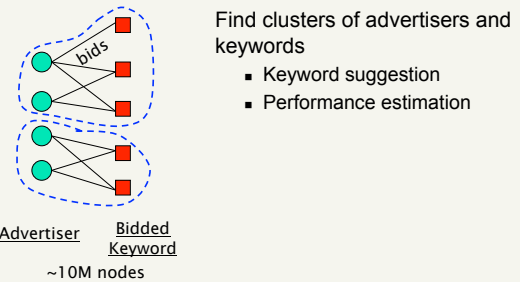 bids
Advertiser
Bidded
Keyword
~10M nodes
Find clusters of advertisers and
keywords
▪ Keyword suggestion
▪ Performance estimation